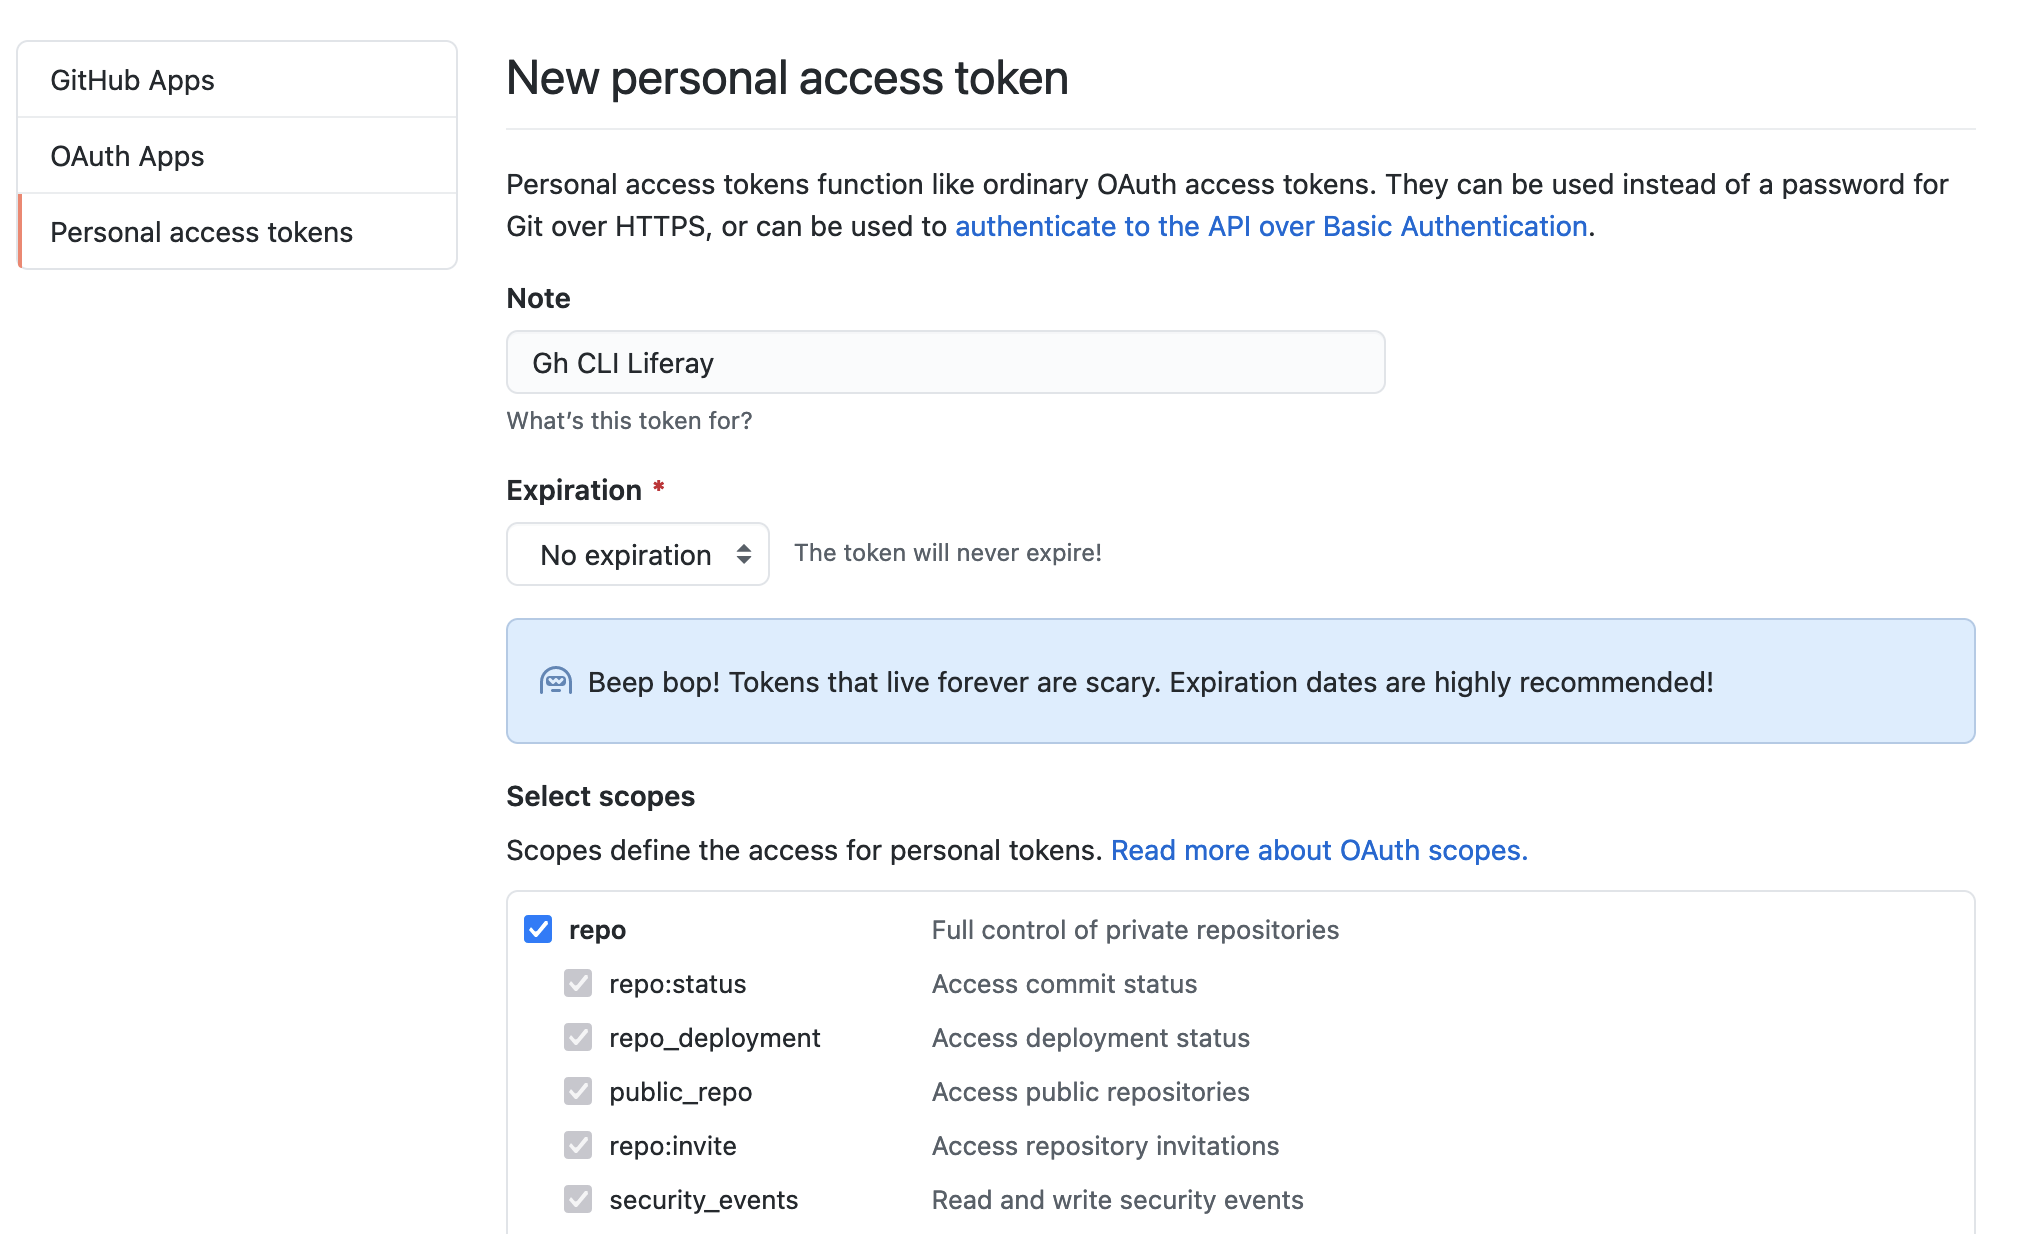 GitHub Apps
OAuth Apps
Personal access tokens
New personal access token
Personal access tokens function like ordinary OAuth access tokens. They can be used instead of a password for
Git over HTTPS, or can be used to authenticate to the API over Basic Authentication.
Note
Gh CLI Liferay
What’s this token for?
Expiration *
No expiration The token will never expire!
Beep bop! Tokens that live forever are scary. Expiration dates are highly recommended!
Select scopes
Scopes define the access for personal tokens. Read more about OAuth scopes.
repo Full control of private repositories
repo:status Access commit status
repo_deployment Access deployment status
public_repo Access public repositories
repo:invite Access repository invitations
security_events Read and write security events